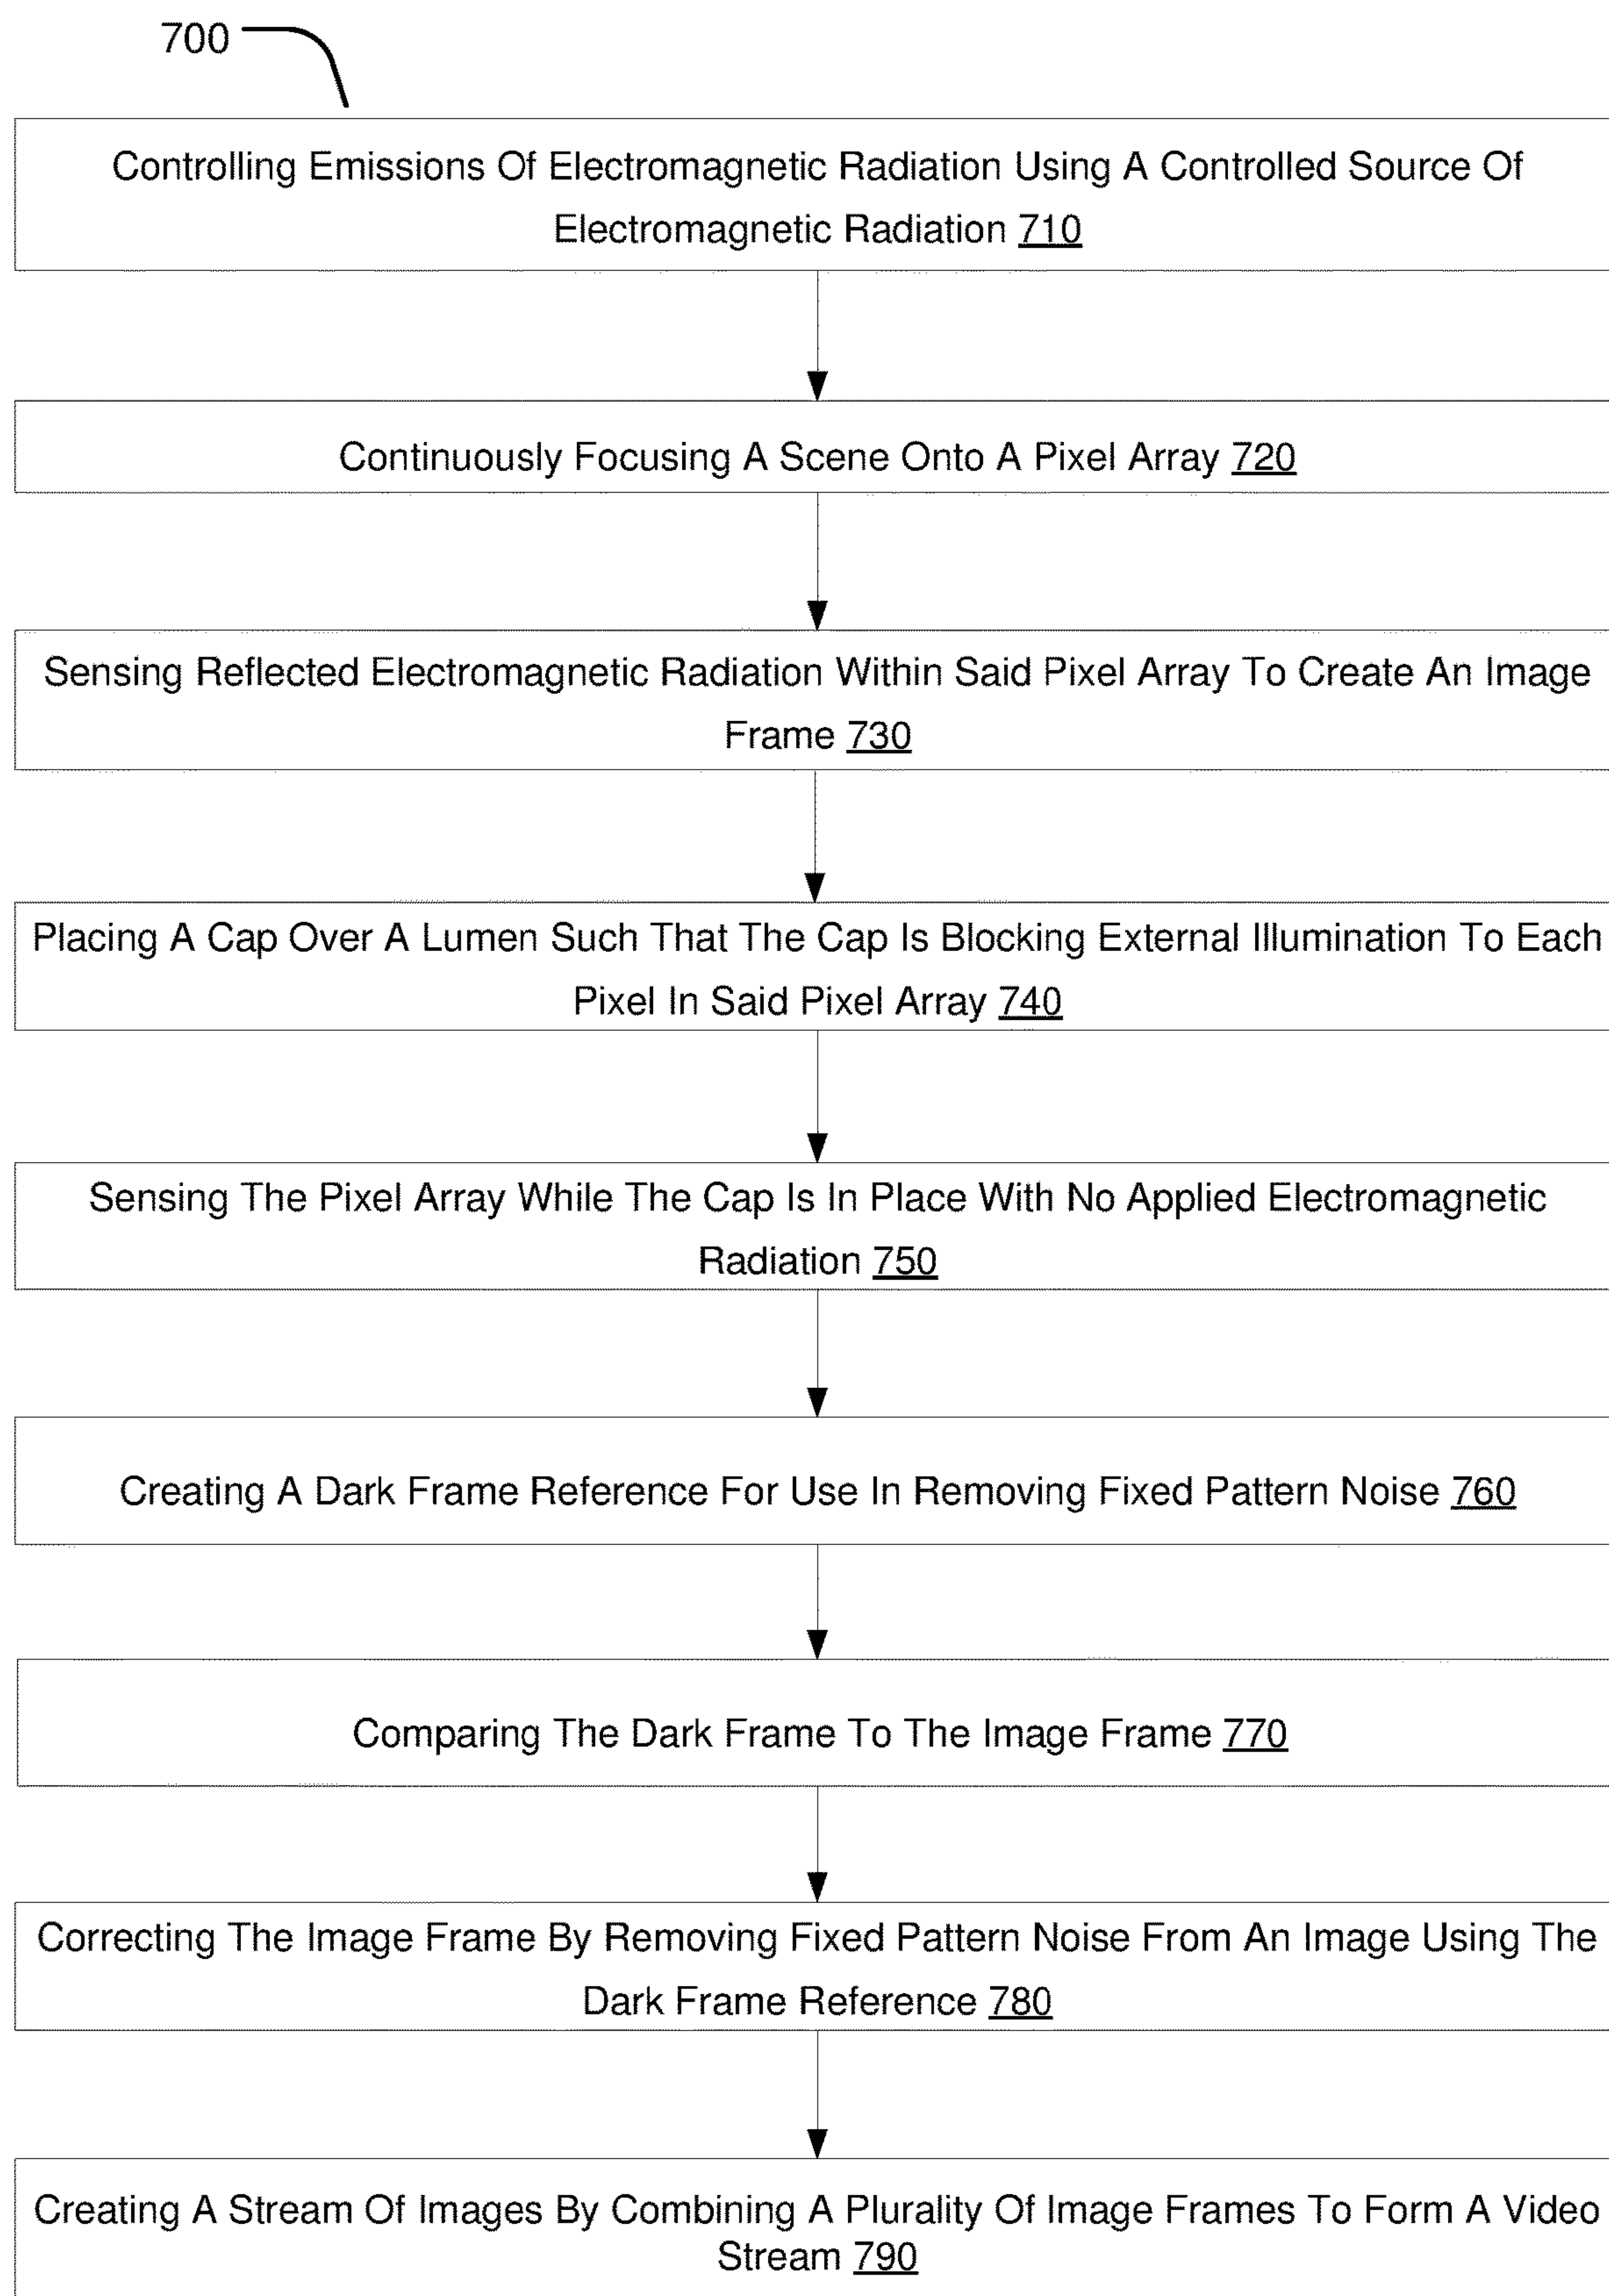 700
Controlling Emissions Of Electromagnetic Radiation Using A Controlled Source Of
Electromagnetic Radiation 710
Continuously Focusing A Scene Onto A Pixel Array 720
Sensing Reflected Electromagnetic Radiation Within Said Pixel Array To Create An Image
Frame 730
Placing A Cap Over A Lumen Such That The Cap Is Blocking External Illumination To Each
Pixel In Said Pixel Array 740
Sensing The Pixel Array While The Cap Is In Place With No Applied Electromagnetic
Radiation 750
Creating A Dark Frame Reference For Use In Removing Fixed Pattern Noise 760
Comparing The Dark Frame To The Image Frame 770
Correcting The Image Frame By Removing Fixed Pattern Noise From An Image Using The
Dark Frame Reference 780
Creating A Stream Of Images By Combining A Plurality Of Image Frames To Form A Video
Stream 790